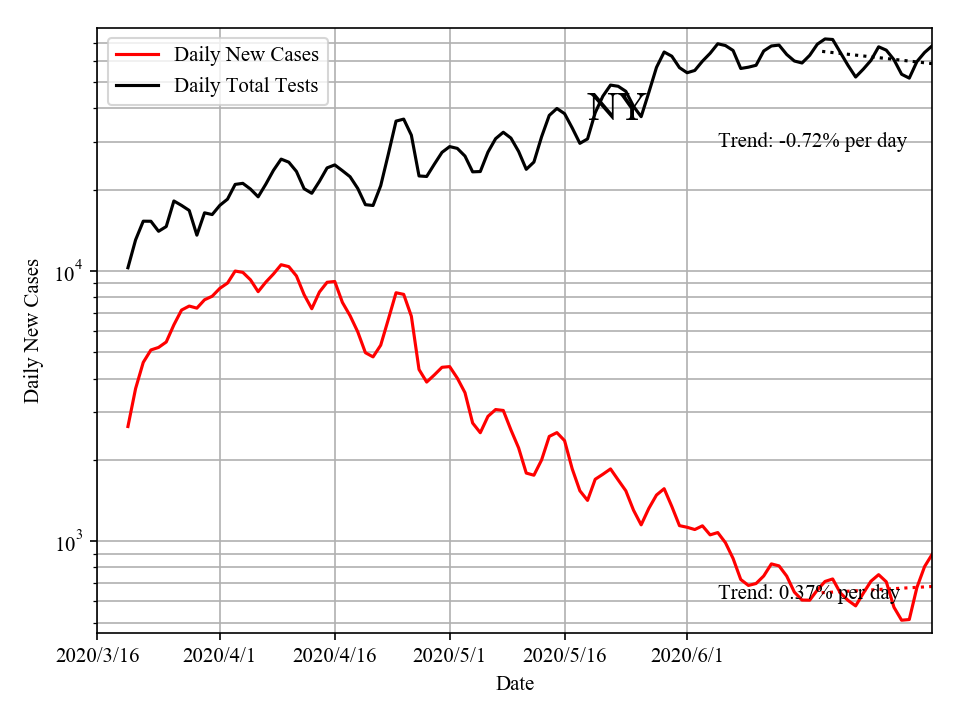 Daily New Cases
Daily Total Tests
NY
Trend: -0.72% per day
10^4
Daily New Cases
10^3
Trend: 0.37% per day
2020/3/16 2020/4/1 2020/4/16 2020/5/1 2020/5/16 2020/6/1
Date